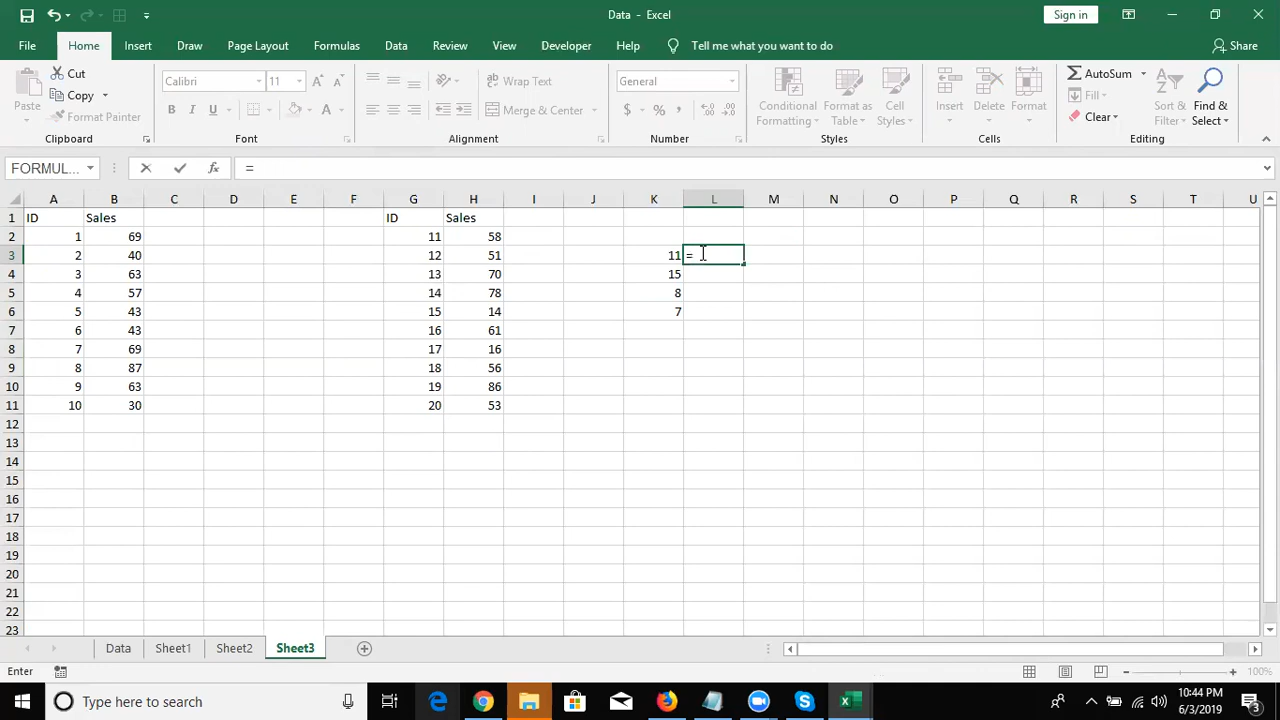 Data - Excel
Sign in
File Home Insert Draw Page Layout Formulas Data Review View Developer Help Tell me what you want to do Share
Paste Cut Copy Format Painter Clipboard
Calibri 11 B I U A Font
Wrap Text Merge & Center Alignment
General $ % , Number
Conditional Formatting Format as Table Cell Styles Styles
Insert Delete Format Cells
AutoSum Fill Clear Sort & Filter Find & Select Editing
FORMUL... fx =
A B C D E F G H I J K L M N O P Q R S T U
1 ID Sales ID Sales
2 1 69 11 58
3 2 40 12 51 11 =
4 3 63 13 70 15
5 4 57 14 78 8
6 5 43 15 14 7
7 6 43 16 61
8 7 69 17 16
9 8 87 18 56
10 9 63 19 86
11 10 30 20 53
12
13
14
15
16
17
18
19
20
21
22
23
Data Sheet1 Sheet2 Sheet3
Enter 100%
Type here to search
10:44 PM
6/3/2019
3